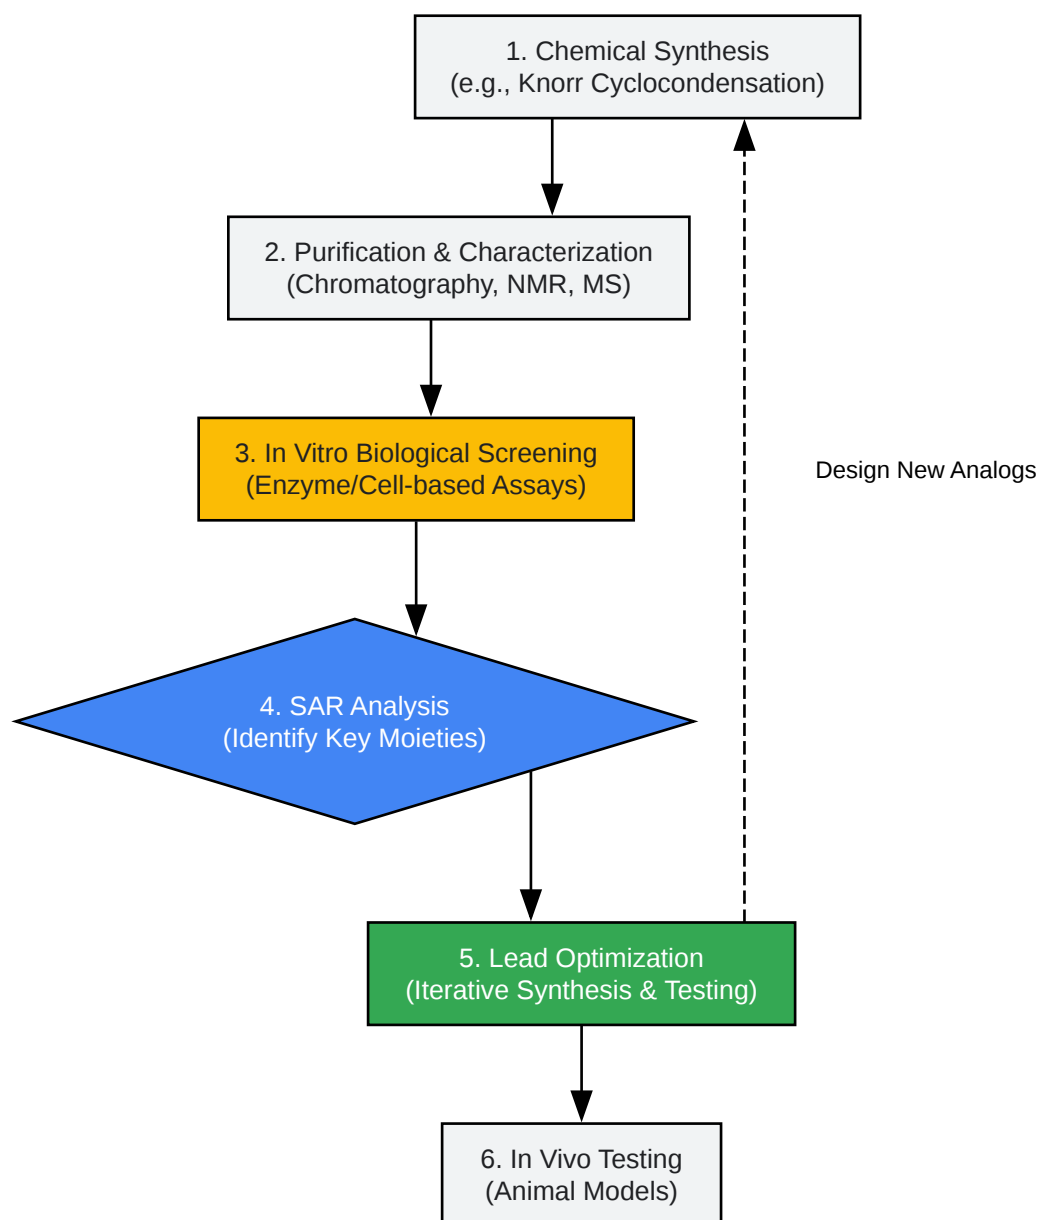 1. Chemical Synthesis
(e.g., Knorr Cyclocondensation)
2. Purification & Characterization
(Chromatography, NMR, MS)
3. In Vitro Biological Screening
(Enzyme/Cell-based Assays)
Design New Analogs
4. SAR Analysis
(Identify Key Moieties)
5. Lead Optimization
(Iterative Synthesis & Testing)
6. In Vivo Testing
(Animal Models)